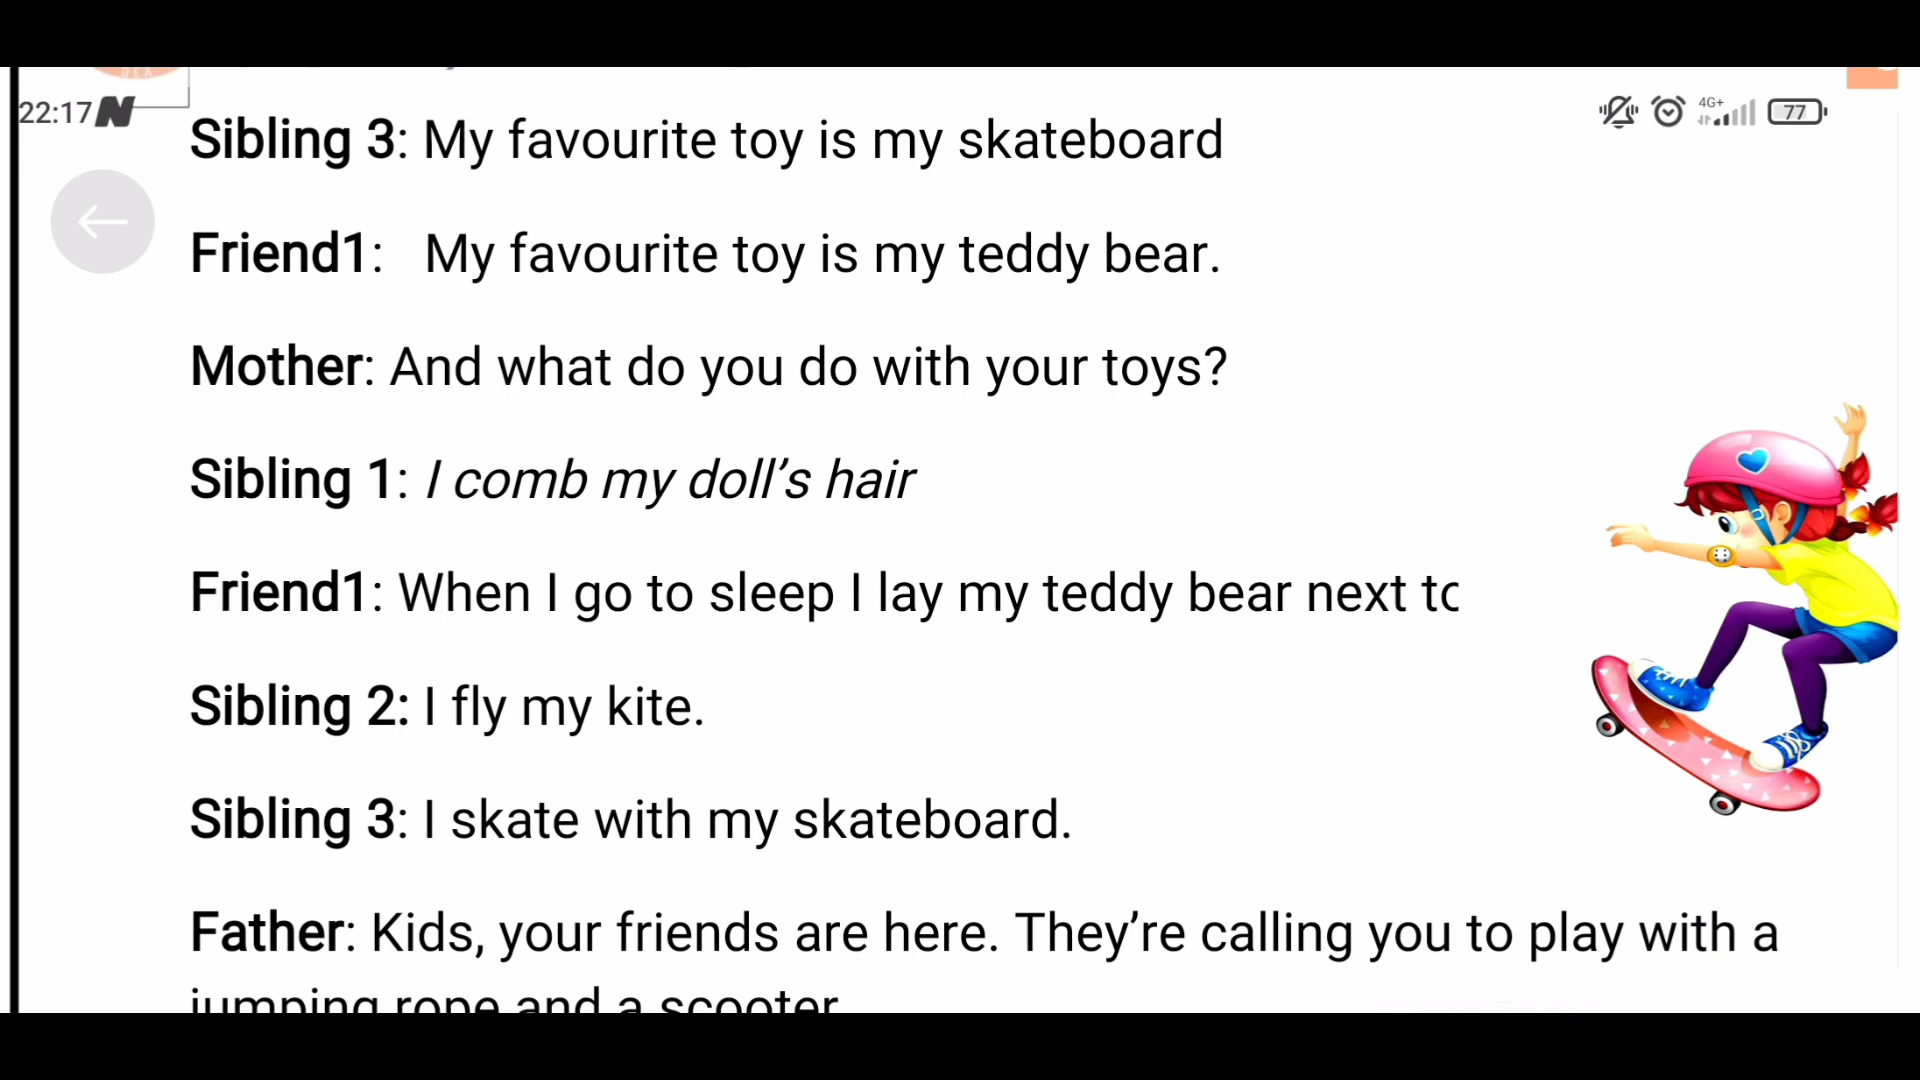 22:17
4G+
77
Sibling 3: My favourite toy is my skateboard
Friend1: My favourite toy is my teddy bear.
Mother: And what do you do with your toys?
Sibling 1: I comb my doll’s hair
Friend1: When I go to sleep I lay my teddy bear next
Sibling 2: I fly my kite.
Sibling 3: I skate with my skateboard.
Father: Kids, your friends are here. They’re calling you to play with a
jumping rope and a scooter